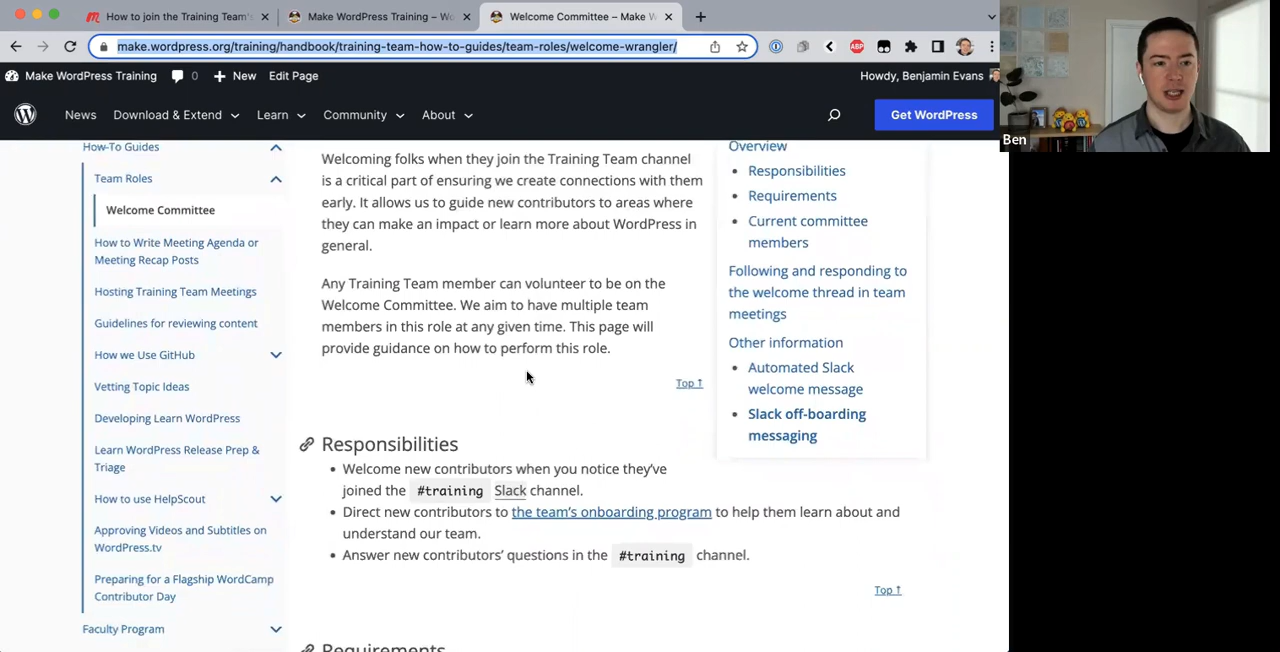 How to join the Training Team's
Make WordPress Training – Wo
Welcome Committee – Make W
make.wordpress.org/training/handbook/training-team-how-to-guides/team-roles/welcome-wrangler/
ABP
Make WordPress Training
0
New
Edit Page
Howdy, Benjamin Evans
News
Download & Extend
Learn
Community
About
Get WordPress
Ben
How-To Guides
Team Roles
Welcome Committee
How to Write Meeting Agenda or
Meeting Recap Posts
Hosting Training Team Meetings
Guidelines for reviewing content
How we Use GitHub
Vetting Topic Ideas
Developing Learn WordPress
Learn WordPress Release Prep &
Triage
How to use HelpScout
Approving Videos and Subtitles on
WordPress.tv
Preparing for a Flagship WordCamp
Contributor Day
Faculty Program
Welcoming folks when they join the Training Team channel
is a critical part of ensuring we create connections with them
early. It allows us to guide new contributors to areas where
they can make an impact or learn more about WordPress in
general.
Any Training Team member can volunteer to be on the
Welcome Committee. We aim to have multiple team
members in this role at any given time. This page will
provide guidance on how to perform this role.
Top ↑
Responsibilities
• Welcome new contributors when you notice they've
joined the #training Slack channel.
• Direct new contributors to the team's onboarding program to help them learn about and
understand our team.
• Answer new contributors' questions in the #training channel.
Top ↑
Requirements
Overview
• Responsibilities
• Requirements
• Current committee
members
Following and responding to
the welcome thread in team
meetings
Other information
• Automated Slack
welcome message
• Slack off-boarding
messaging